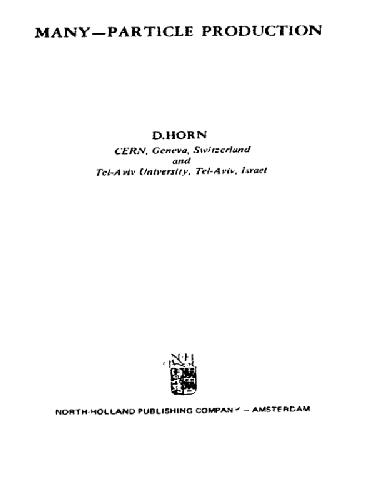 MANY—PARTICLE PRODUCTION
D.HORN
CERN, Geneva, Switzerland
and
Tel-Aviv University, Tel-Aviv, Israel
NORTH-HOLLAND PUBLISHING COMPANY – AMSTERDAM